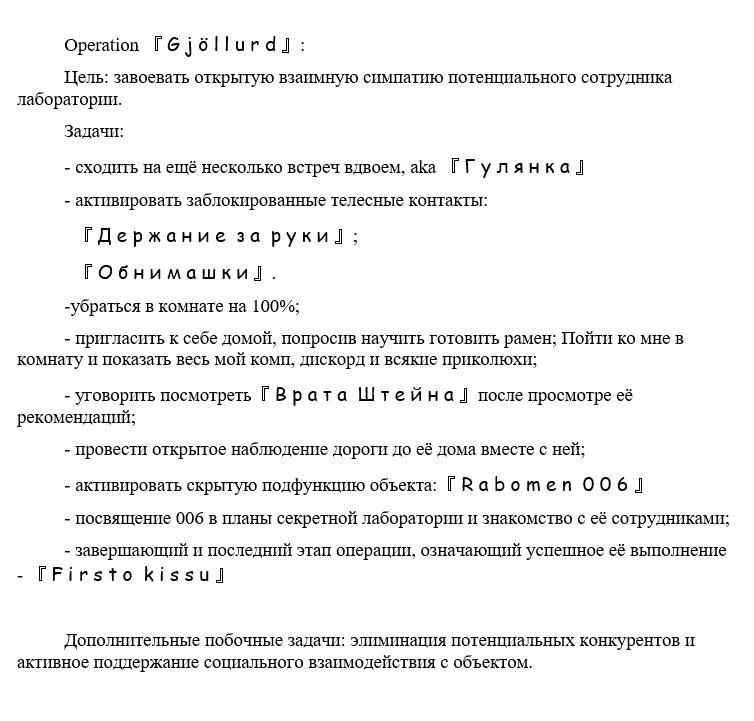 Operation 『Gjöllurd』:
Цель: завоевать открытую взаимную симпатию потенциального сотрудника
лаборатории.
Задачи:
- сходить на ещё несколько встреч вдвоем, aka 『Гулянка』
- активировать заблокированные телесные контакты:
『Держание за руки』;
『Обнимашки』.
-убраться в комнате на 100%;
- пригласить к себе домой, попросив научить готовить рамен; Пойти ко мне в
комнату и показать весь мой комп, дискорд и всякие приколюхи;
- уговорить посмотреть『Врата Штейна』после просмотре её
рекомендаций;
- провести открытое наблюдение дороги до её дома вместе с ней;
- активировать скрытую подфункцию объекта:『Rabomen 006』
- посвящение 006 в планы секретной лаборатории и знакомство с её сотрудниками;
- завершающий и последний этап операции, означающий успешное её выполнение
- 『Firsto kissu』
Дополнительные побочные задачи: элиминация потенциальных конкурентов и
активное поддержание социального взаимодействия с объектом.